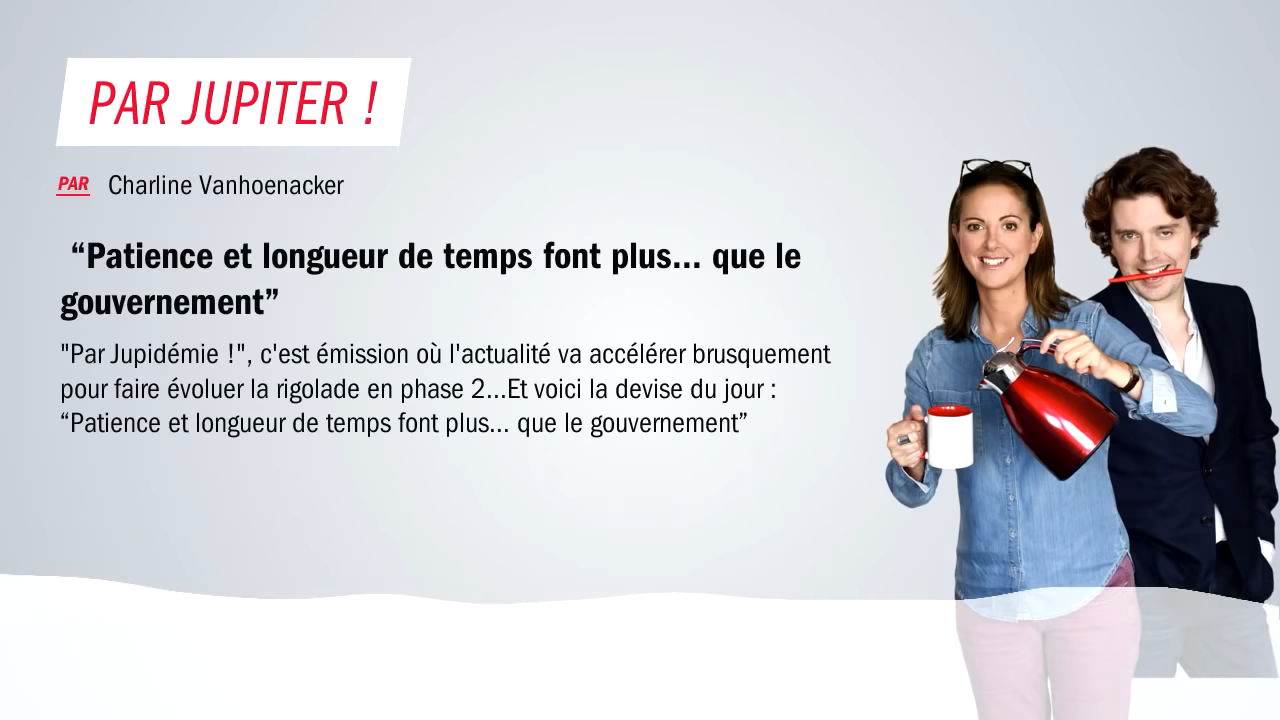 PAR JUPITER !
PAR Charline Vanhoenacker
“Patience et longueur de temps font plus... que le
gouvernement”
"Par Jupidémie !", c'est émission où l'actualité va accélérer brusquement
pour faire évoluer la rigolade en phase 2...Et voici la devise du jour :
“Patience et longueur de temps font plus... que le gouvernement”